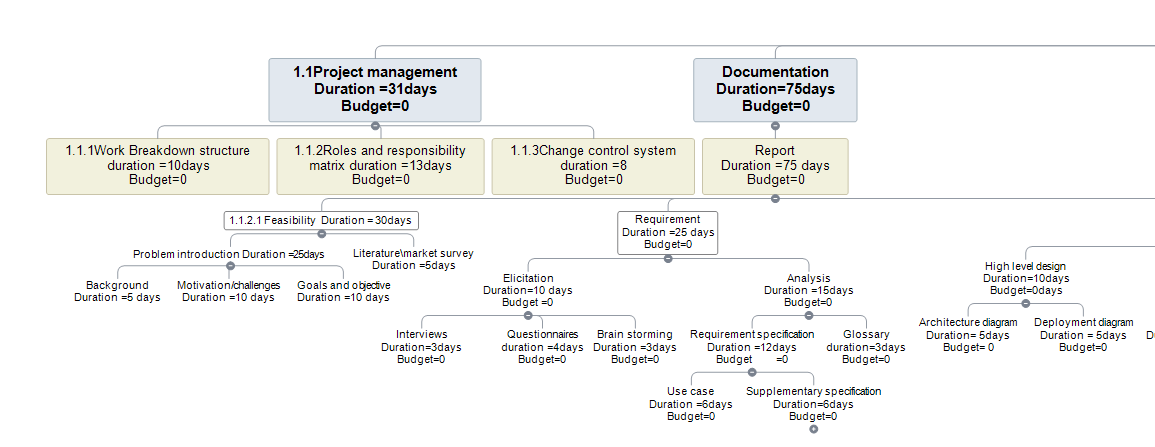 1.1Project management
Duration =31days
Budget=0
Documentation
Duration=75days
Budget=0
1.1.1Work Breakdown structure
duration =10days
Budget=0
1.1.2Roles and responsibility
matrix duration =13days
Budget=0
1.1.3Change control system
duration =8
Budget=0
Report
Duration =75 days
Budget=0
1.1.2.1 Feasibility Duration =30days
Requirement
Duration =25 days
Budget=0
Problem introduction Duration =25days
Literature\market survey
Duration =5days
Background
Duration =5 days
Motivation/challenges
Duration =10 days
Goals and objective
Duration =10 days
Elicitation
Duration=10 days
Budget =0
Analysis
Duration =15days
Budget=0
High level design
Duration=10days
Budget=0days
Interviews
Duration=3days
Budget=0
Questionnaires
duration =4days
Budget=0
Brain storming
Duration =3days
Budget=0
Requirement specification
Duration =12days
Budget =0
Glossary
duration=3days
Budget=0
Architecture diagram
Duration= 5days
Budget= 0
Deployment diagram
Duration = 5days
Budget=0
Use case
Duration =6days
Budget=0
Supplementary specification
Duration=6days
Budget=0